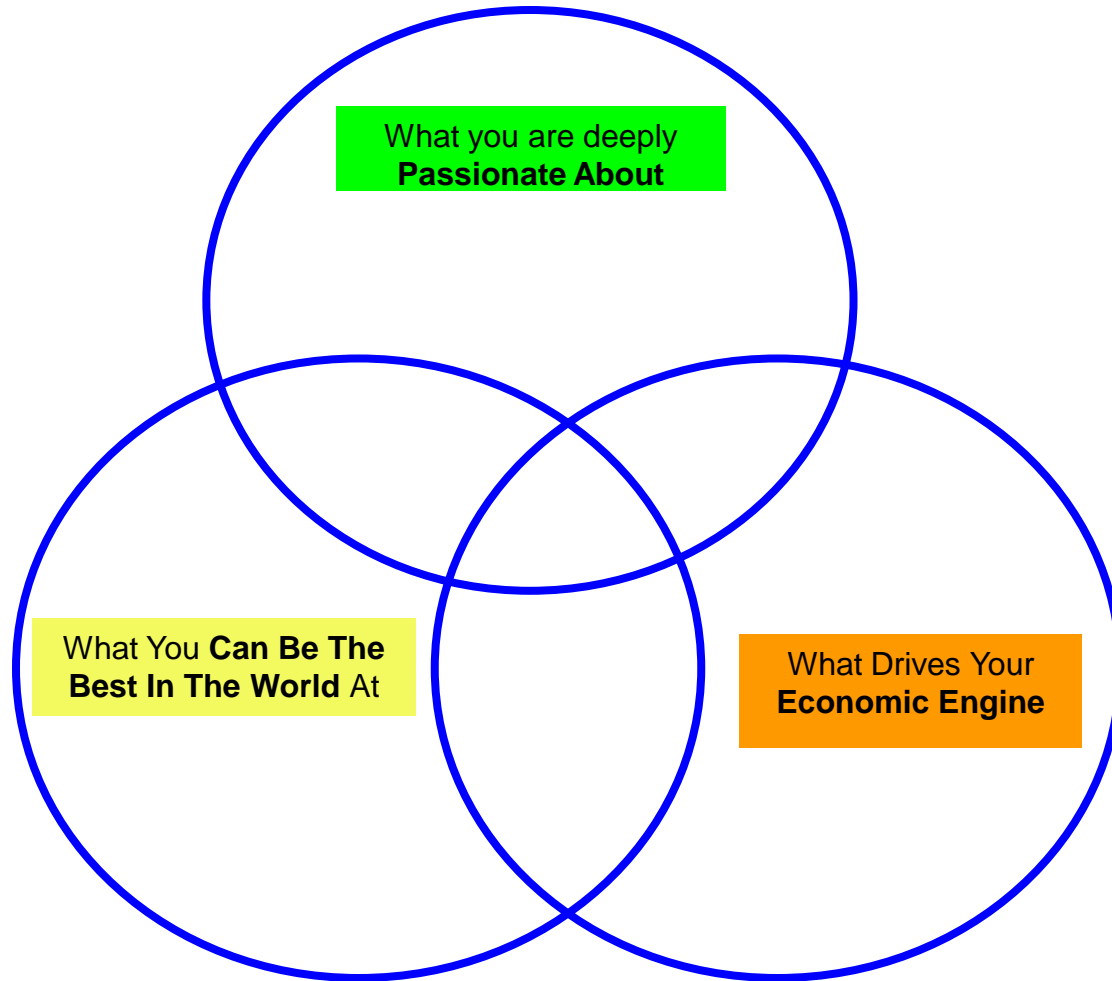 What you are deeply
Passionate About
What You Can Be The
Best In The World At
What Drives Your
Economic Engine